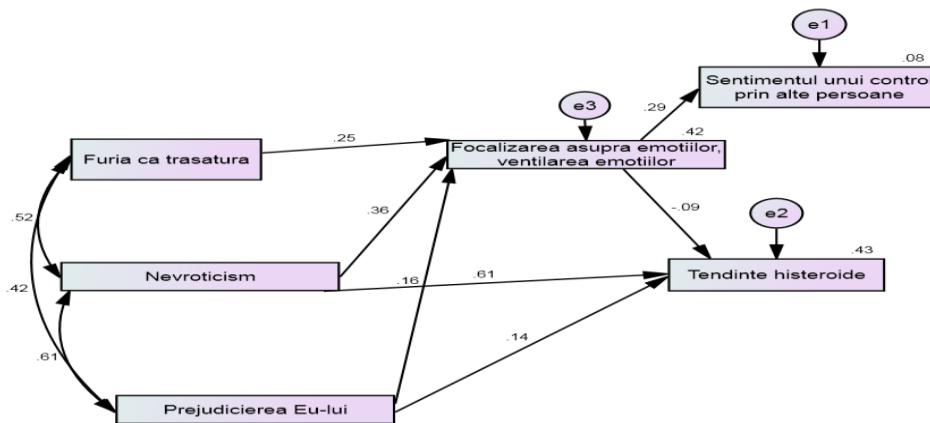 e1
.08
Sentimentul unui contro
prin alte persoane
e3
.29
.25
.42
Furia ca trasatura
Focalizarea asupra emotiilor,
ventilarea emotiilor
.36
-.09
e2
.52
.43
Nevroticism
.16
.61
Tendinte histeroide
.42
.14
.61
Prejudicierea Eu-lui